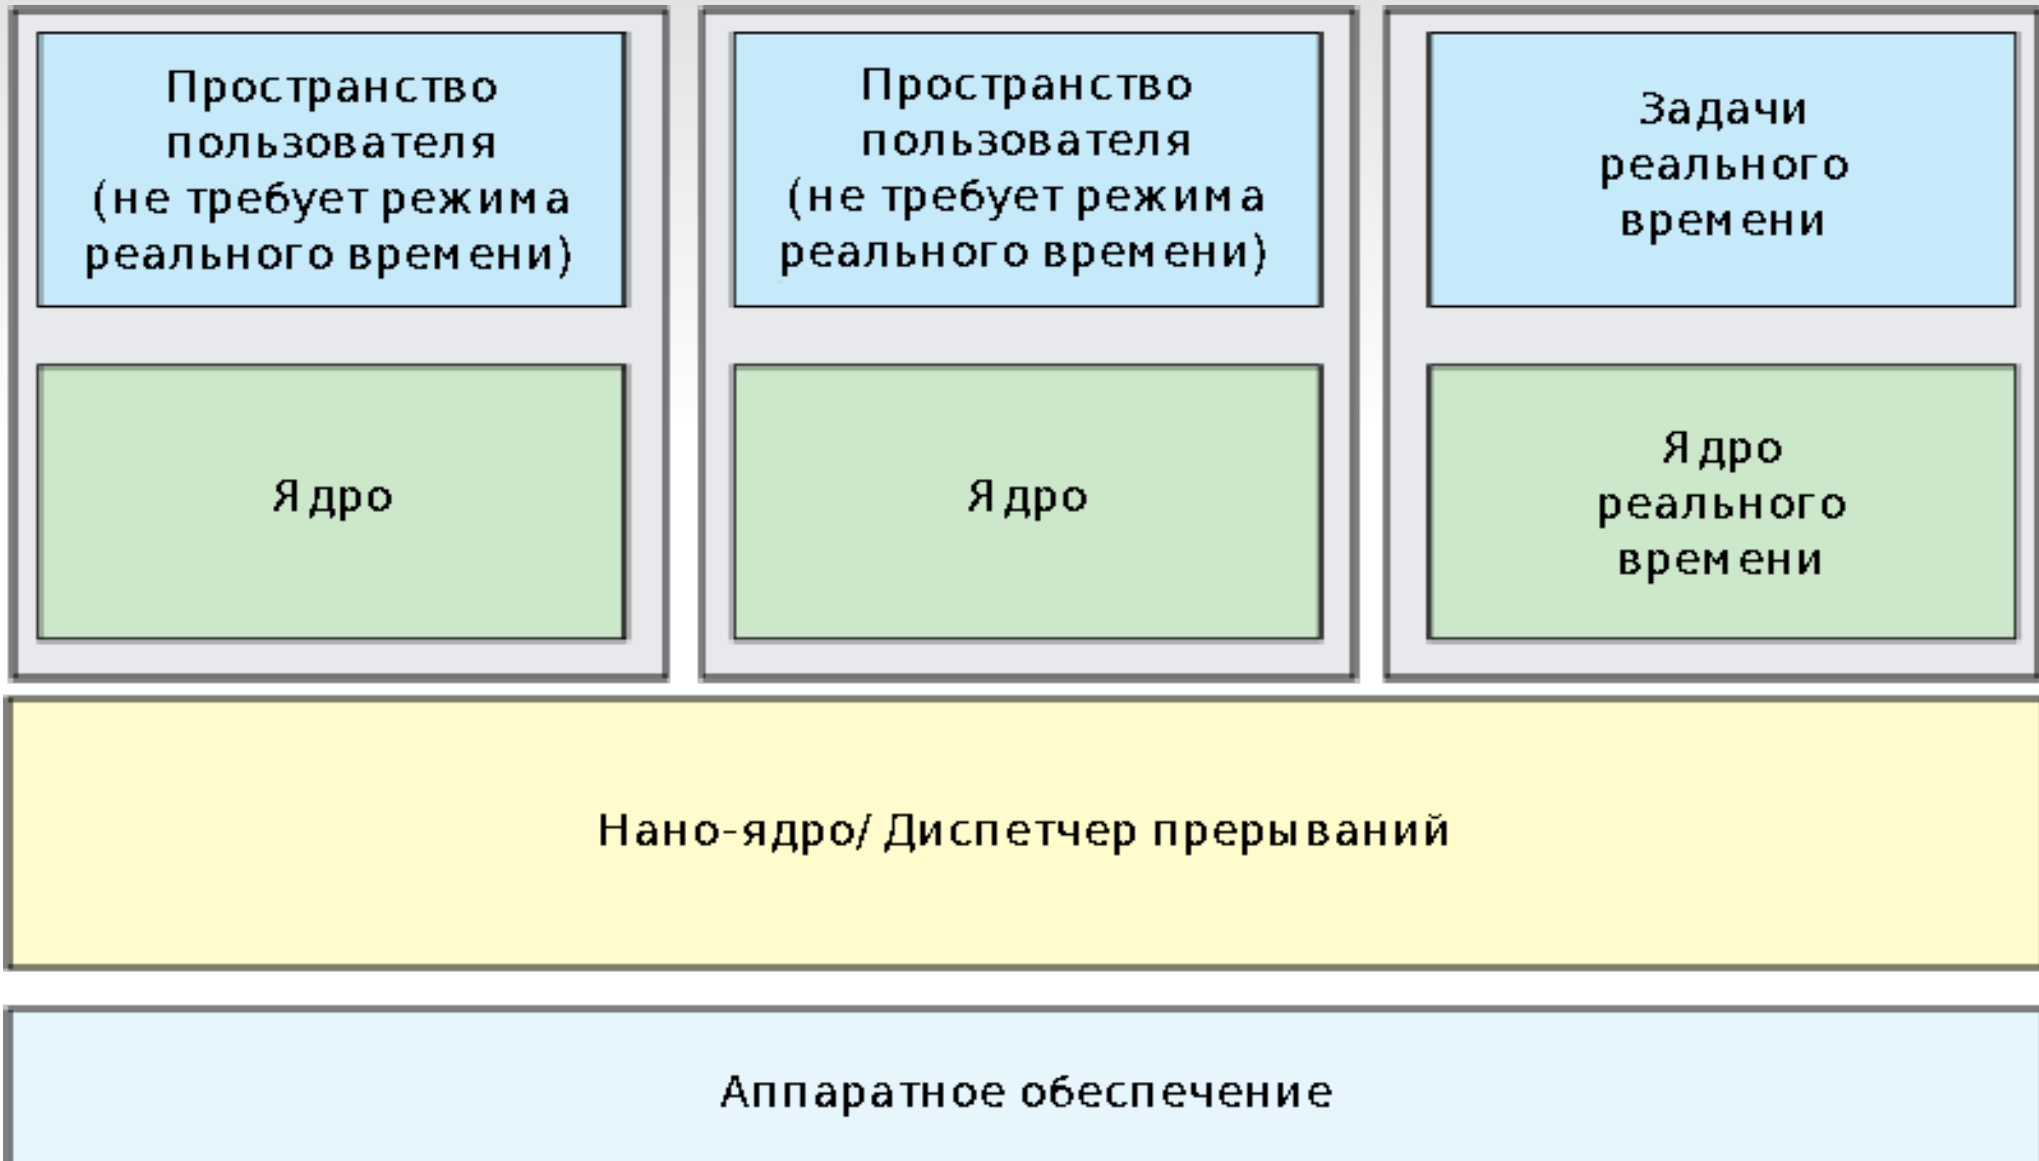 Пространство
пользователя
(не требует режима
реального времени)
Пространство
пользователя
(не требует режима
реального времени)
Задачи
реального
времени
Ядро
Ядро
Ядро
реального
времени
Нано-ядро/ Диспетчер прерываний
Аппаратное обеспечение